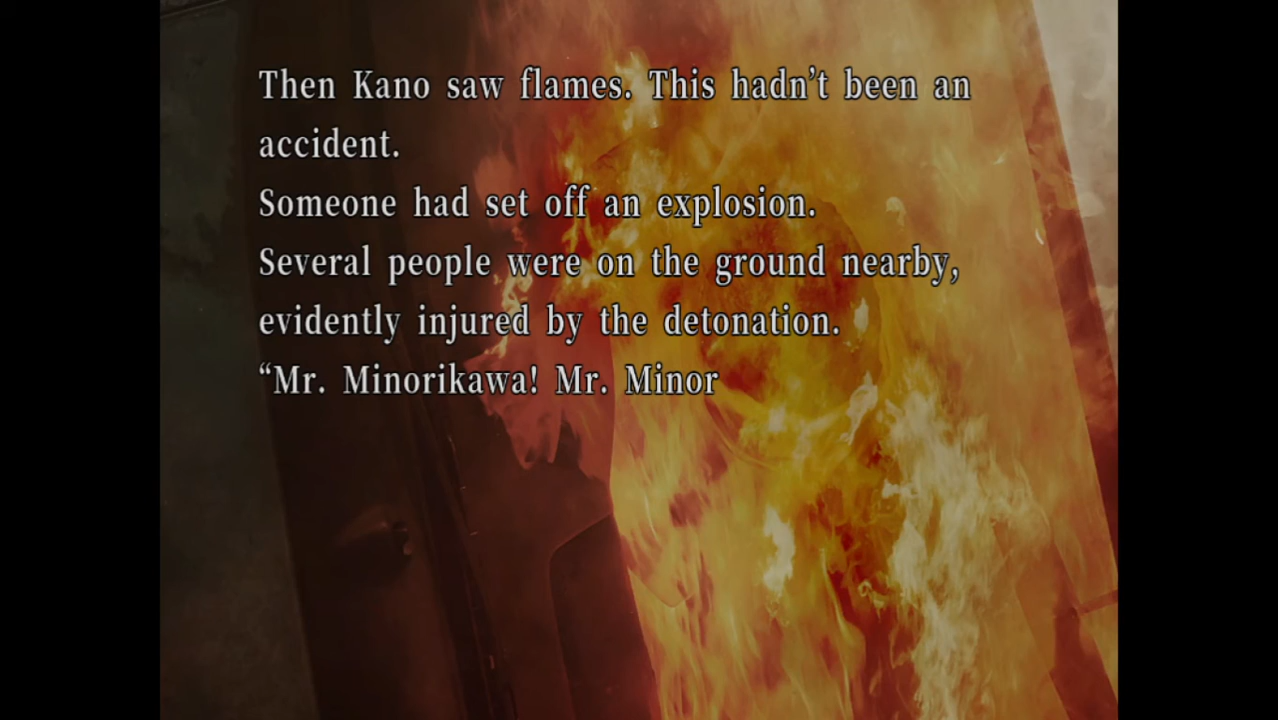 Then Kano saw flames. This hadn’t been an
accident.
Someone had set off an explosion.
Several people were on the ground nearby,
evidently injured by the detonation.
“Mr. Minorikawa! Mr. Minor